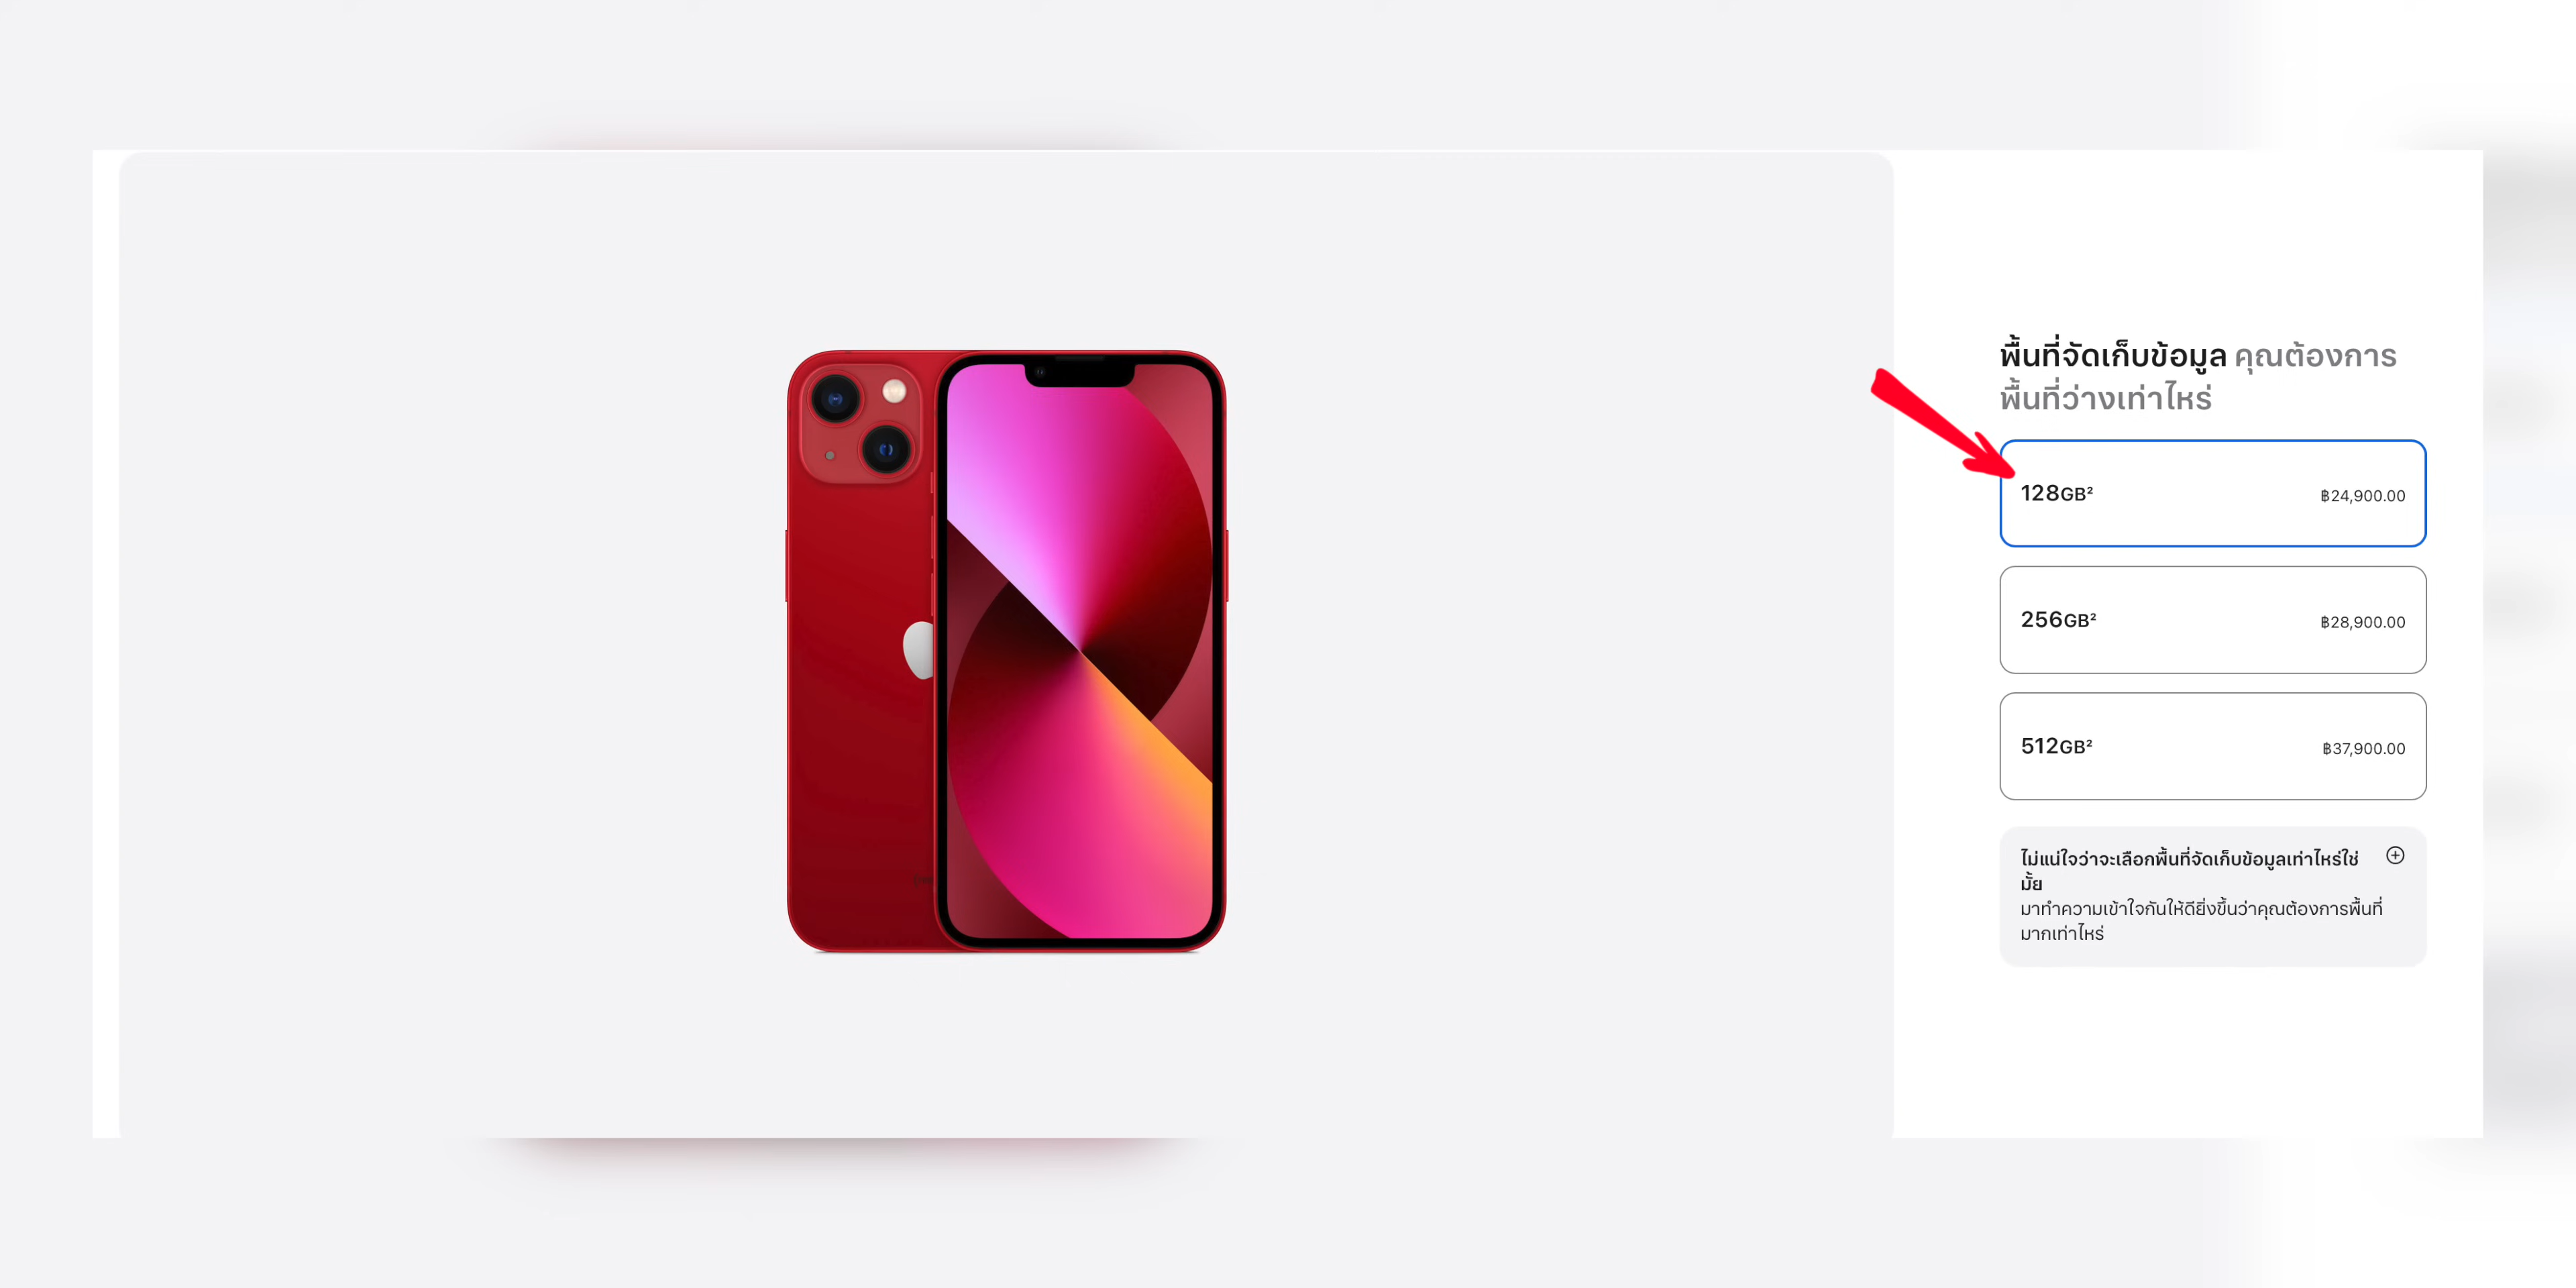 พื้นที่จัดเก็บข้อมูล คุณต้องการ
พื้นที่ว่างเท่าไหร่
128GB² ฿24,900.00
256GB² ฿28,900.00
512GB² ฿37,900.00
ไม่แน่ใจว่าจะเลือกพื้นที่จัดเก็บข้อมูลเท่าไหร่ใช่
มั้ย
มาทำความเข้าใจกันให้ดียิ่งขึ้นว่าคุณต้องการพื้นที่
มากเท่าไหร่